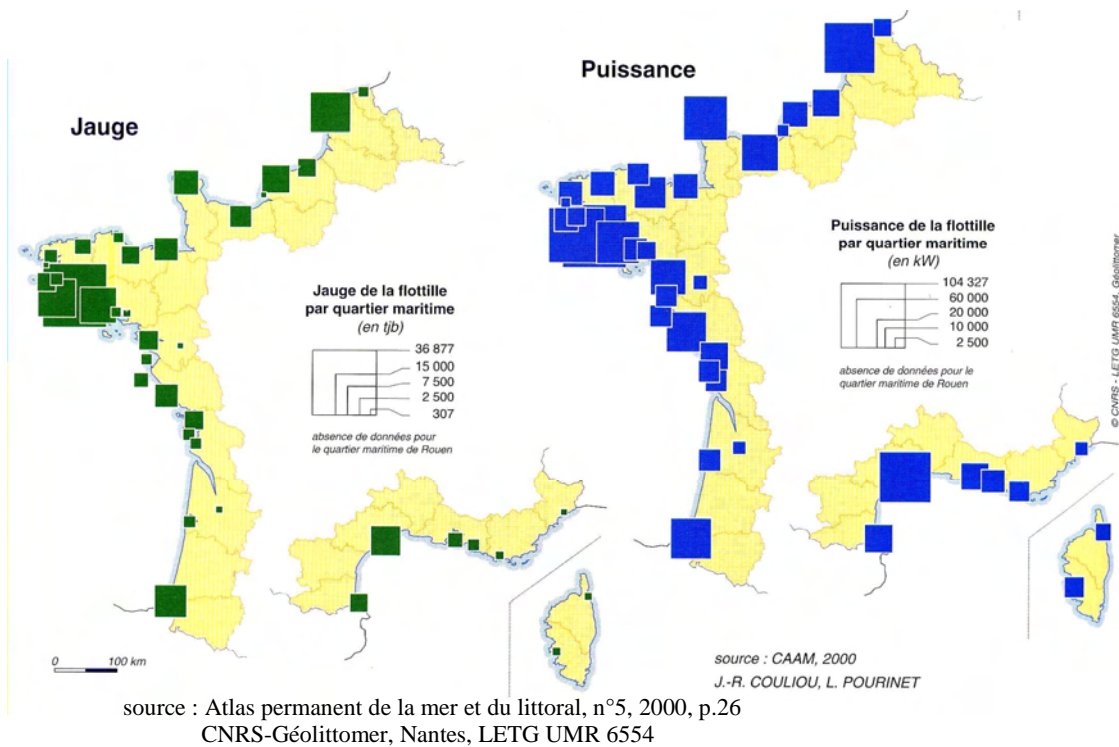 Jauge
Jauge de la flottille
par quartier maritime
(en tjb)
36 877
15 000
7 500
2 500
307
absence de données pour
le quartier maritime de Rouen
0 100 km
Puissance
Puissance de la flottille
par quartier maritime
(en kW)
104 327
60 000
20 000
10 000
2 500
absence de données pour le
quartier maritime de Rouen
© CNRS - LETG UMR 6554, Géolittomer
source : CAAM, 2000
J.-R. COULIOU, L. POURINET
source : Atlas permanent de la mer et du littoral, n°5, 2000, p.26
CNRS-Géolittomer, Nantes, LETG UMR 6554